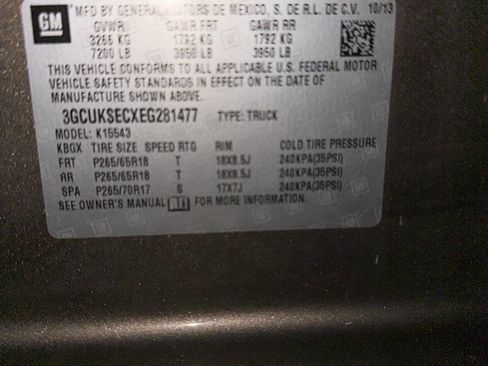 GM
MFD BY GENERAL MOTORS DE MEXICO, S. DE R.L. DE C.V. 10/13
GVWR GAWR FRT GAWR RR
3266 KG 1792 KG 1792 KG
7200 LB 3950 LB 3950 LB
THIS VEHICLE CONFORMS TO ALL APPLICABLE U.S. FEDERAL MOTOR
VEHICLE SAFETY STANDARDS IN EFFECT ON THE DATE OF
MANUFACTURE SHOWN ABOVE.
3GCUKSECXEG281477 TYPE: TRUCK
MODEL: K15543
KBGX TIRE SIZE SPEED RTG RIM COLD TIRE PRESSURE
FRT P265/65R18 T 18X8.5J 240KPA(35PSI)
RR P265/65R18 T 18X8.5J 240KPA(35PSI)
SPA P265/70R17 S 17X7J 240KPA(35PSI)
SEE OWNER'S MANUAL FOR MORE INFORMATION.